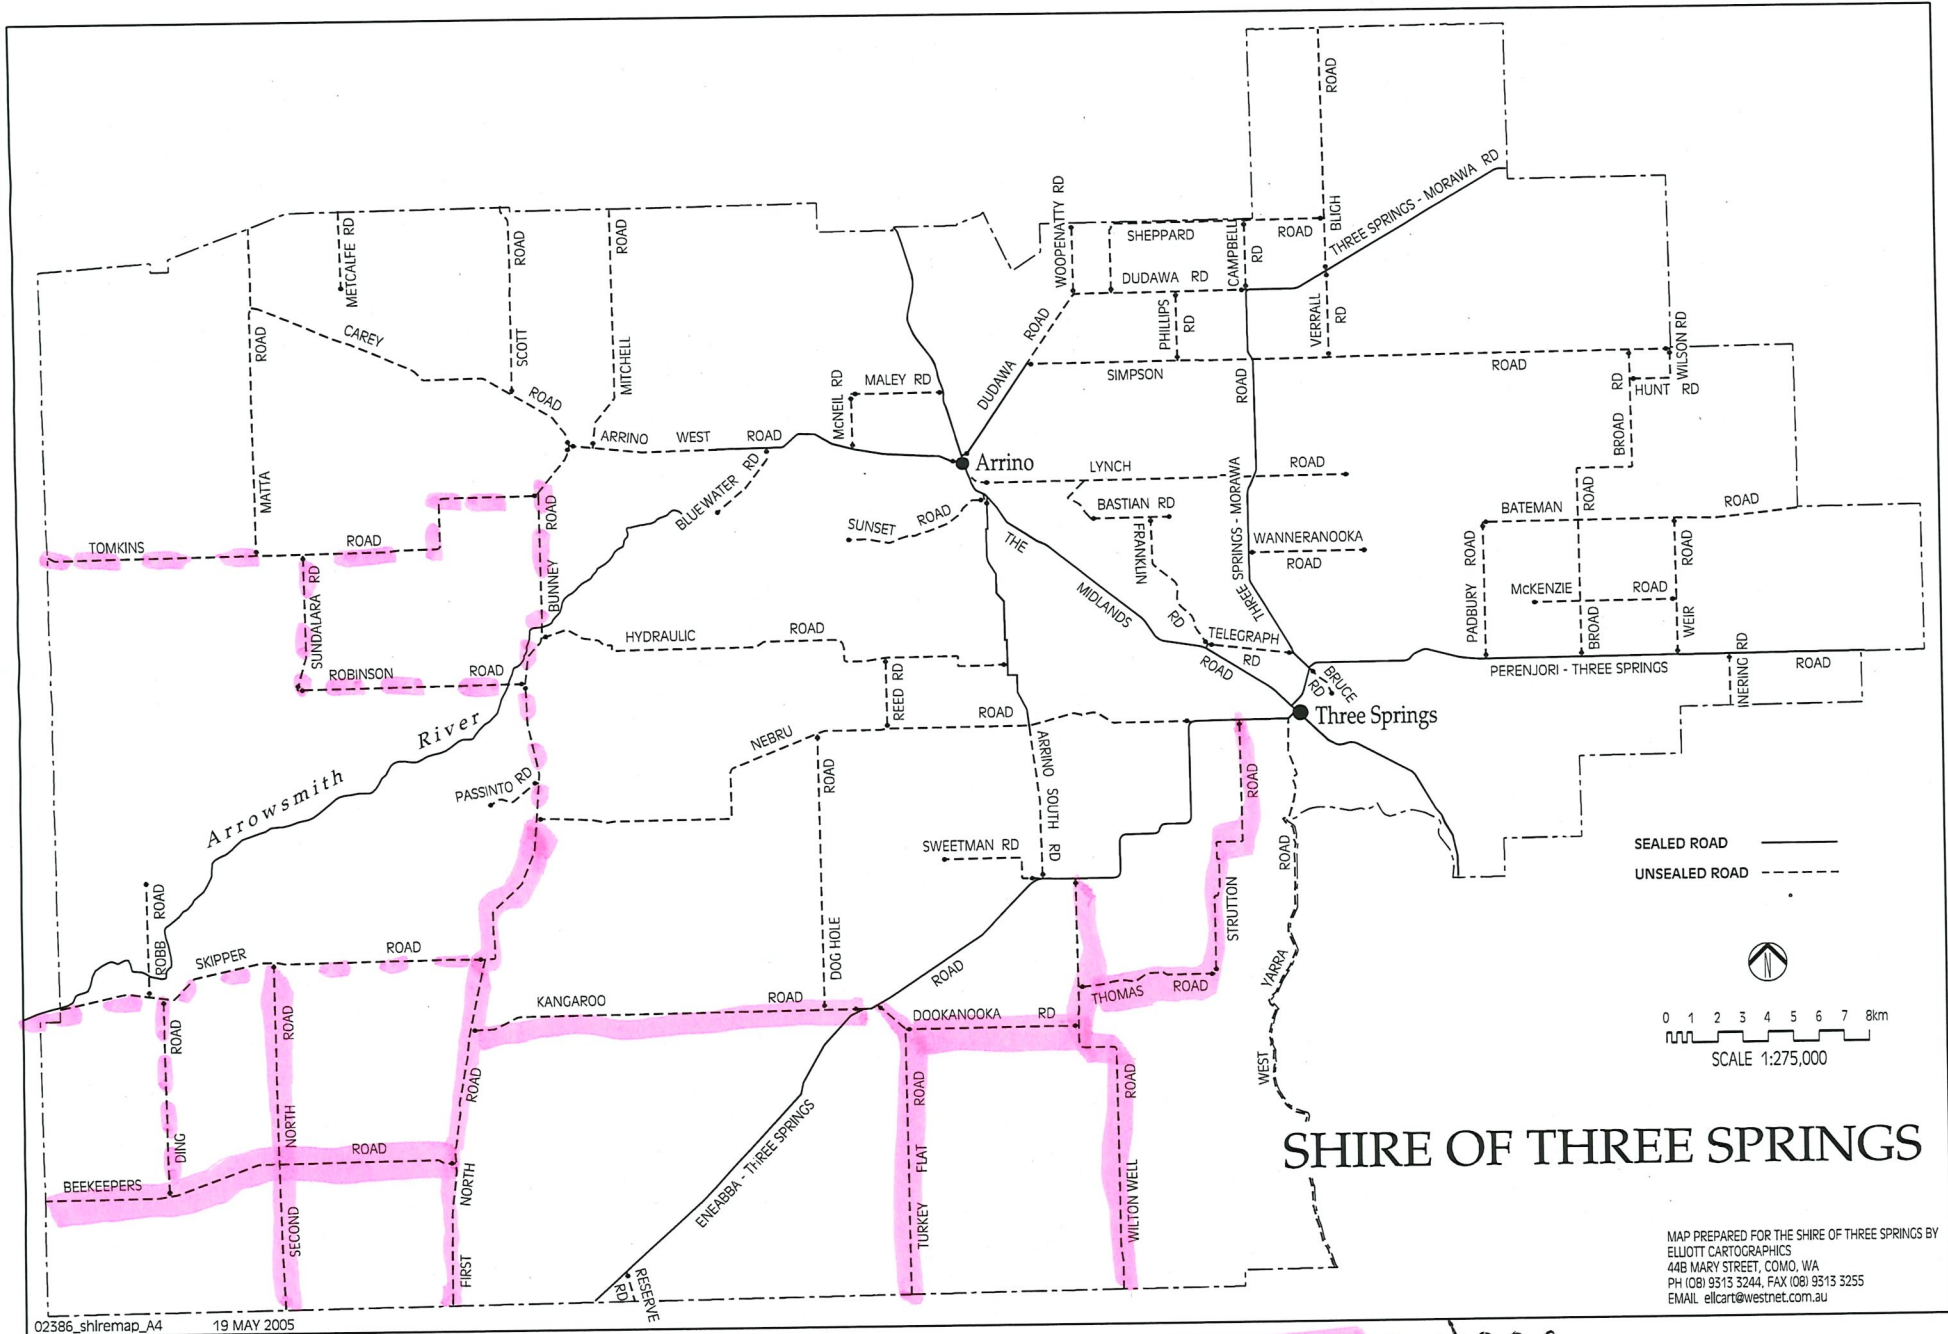 ROAD
THREE SPRINGS - MORAWA RD
WOOPENATTY RD
BLIGH
METCALFE RD
ROAD
ROAD
SHEPPARD
CAMPBELL
RD
ROAD
DUDAWA RD
ROAD
CAREY
SCOTT
MITCHELL
ROAD
PHILLIPS
RD
VERRALL
RD
WILSON RD
ROAD
MALEY RD
McNEIL RD
DUDAWA
SIMPSON
ROAD
ROAD
RD
HUNT RD
BROAD
ARRINO WEST ROAD
Arrino
LYNCH
ROAD
MATTA
BLUEWATER RD
SUNSET ROAD
BASTIAN RD
THREE SPRINGS - MORAWA
ROAD
BATEMAN
ROAD
ROAD
TOMKINS
ROAD
ROAD
THE
FRANKLIN
RD
WANNERANOOKA
ROAD
PADBURY ROAD
ROAD
McKENZIE
ROAD
BROAD
WEIR
SUNDALARA RD
BUNNEY
MIDLANDS
THREE
HYDRAULIC
ROAD
TELEGRAPH
RD
ROAD
INERING RD
ROBINSON
ROAD
REED RD
BRUCE
RD
PERENJORI - THREE SPRINGS
ROAD
Arrowsmith River
NEBRU
ROAD
Three Springs
PASSINTO RD
ROAD
ARRINO SOUTH RD
ROAD
SWEETMAN RD
ROAD
SEALED ROAD
UNSEALED ROAD
ROBB ROAD
SKIPPER
ROAD
DOG HOLE
STRUTTON
YARRA
N
ROAD
THOMAS ROAD
KANGAROO
ROAD
DOOKANOOKA RD
WEST
0 1 2 3 4 5 6 7 8km
SCALE 1:275,000
ROAD
ROAD
ROAD
ROAD
ROAD
DING
NORTH
ROAD
BEEKEEPERS
NORTH
SECOND
FIRST
ENEABBA - THREE SPRINGS
TURKEY FLAT
WILTON WELL
RESERVE
RD
SHIRE OF THREE SPRINGS
MAP PREPARED FOR THE SHIRE OF THREE SPRINGS BY
ELLIOTT CARTOGRAPHICS
44B MARY STREET, COMO, WA
PH (08) 9313 3244, FAX (08) 9313 3255
EMAIL ellcart@westnet.com.au
02386_shiremap_A4 19 MAY 2005